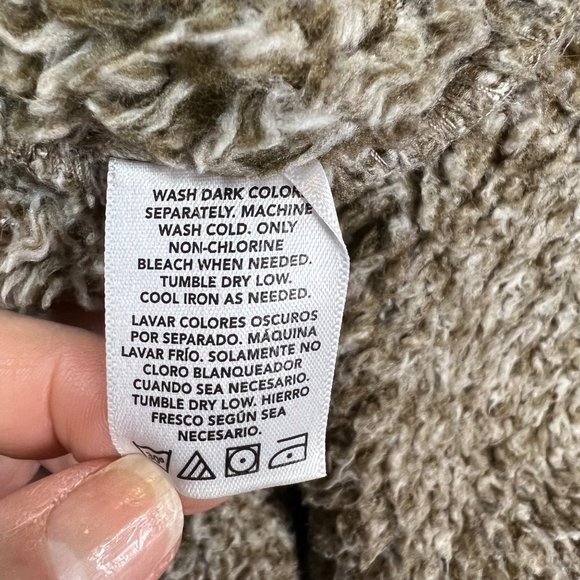 WASH DARK COLOR
SEPARATELY. MACHINE
WASH COLD. ONLY
NON-CHLORINE
BLEACH WHEN NEEDED.
TUMBLE DRY LOW.
COOL IRON AS NEEDED.
LAVAR COLORES OSCUROS
POR SEPARADO. MÁQUINA
LAVAR FRÍO. SOLAMENTE NO
CLORO BLANQUEADOR
CUANDO SEA NECESARIO.
TUMBLE DRY LOW. HIERRO
FRESCO SEGÚN SEA
NECESARIO.